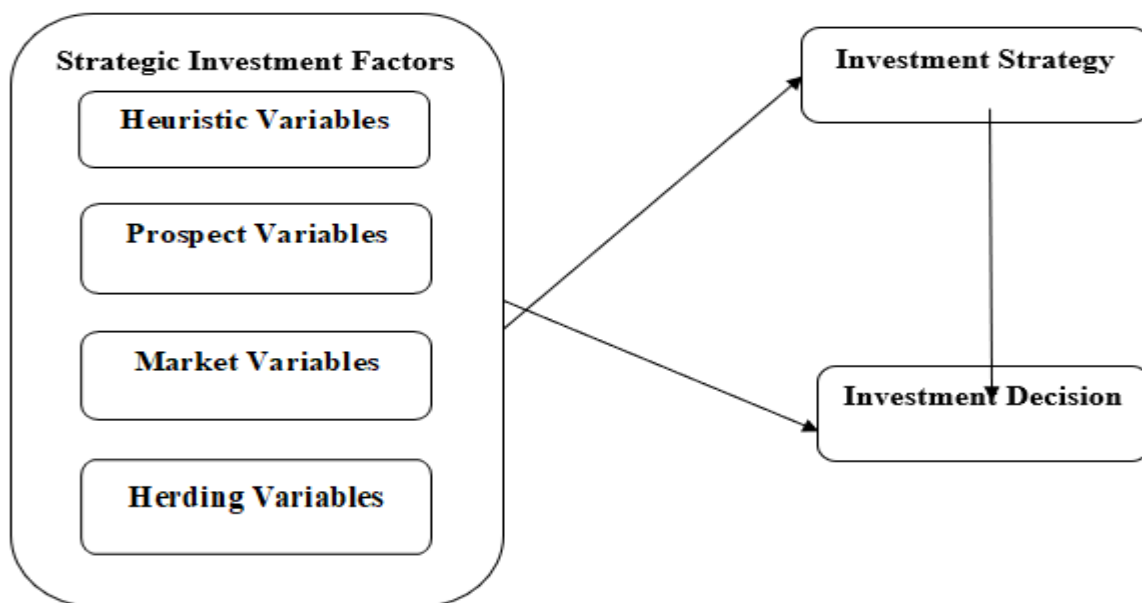 Strategic Investment Factors
Heuristic Variables
Prospect Variables
Market Variables
Herding Variables
Investment Strategy
Investment Decision